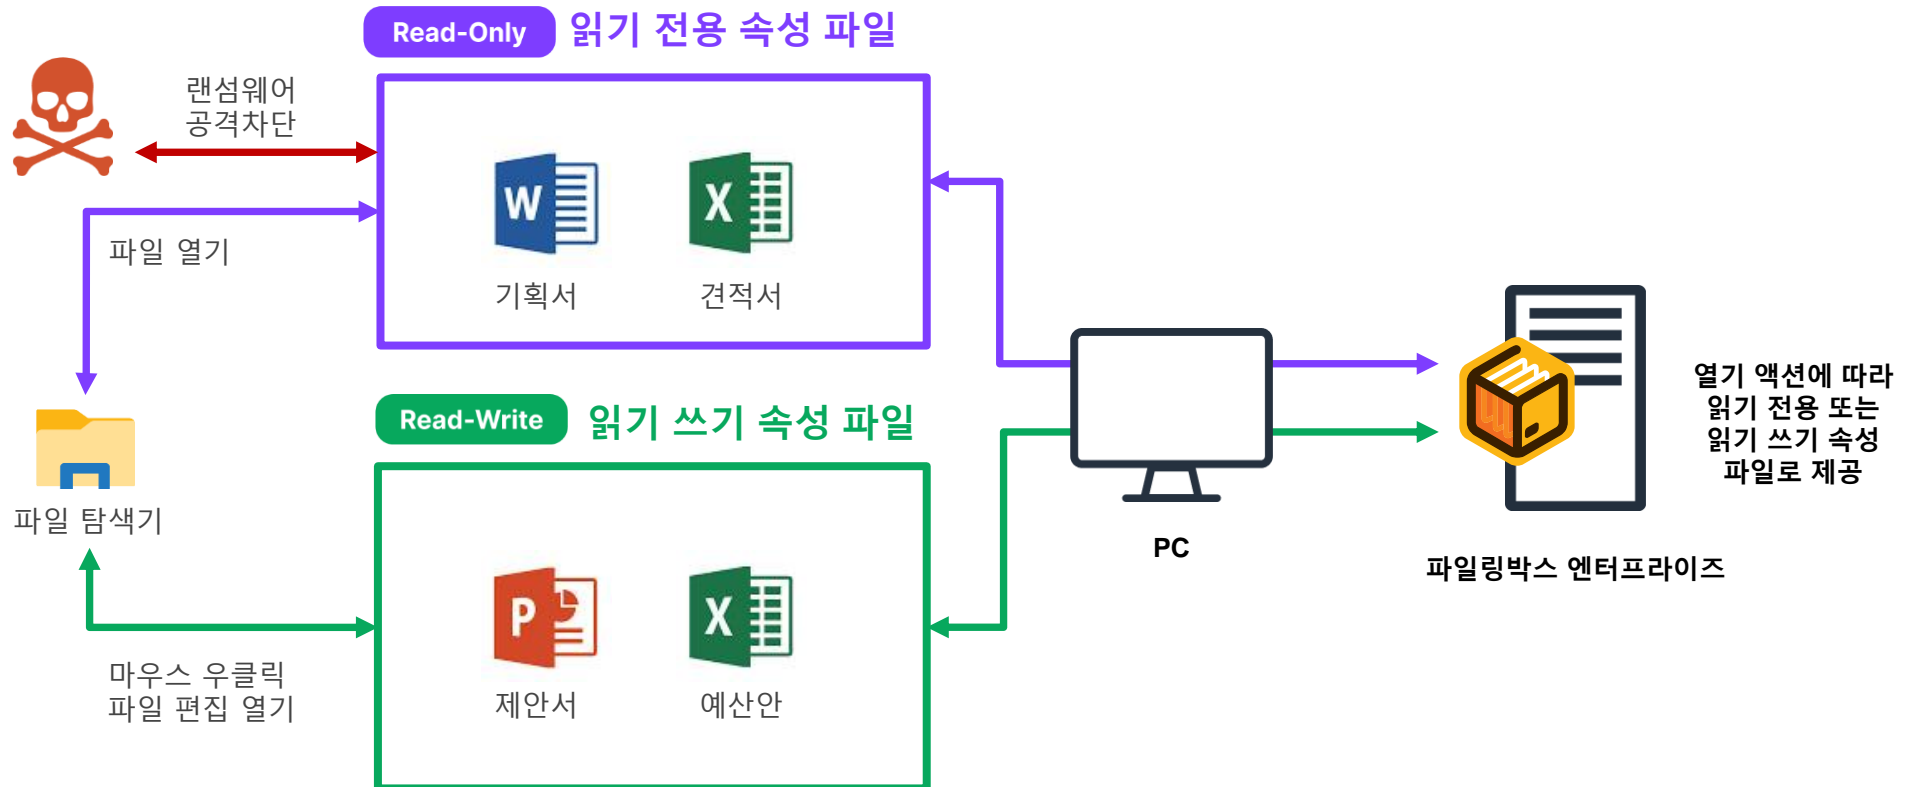 Read-Only 읽기 전용 속성 파일
랜섬웨어
공격차단
W
X
파일 열기
기획서
견적서
열기 액션에 따라
읽기 전용 또는
읽기 쓰기 속성
파일로 제공
Read-Write 읽기 쓰기 속성 파일
파일 탐색기
PC
파일링박스 엔터프라이즈
P
X
마우스 우클릭
파일 편집 열기
제안서
예산안